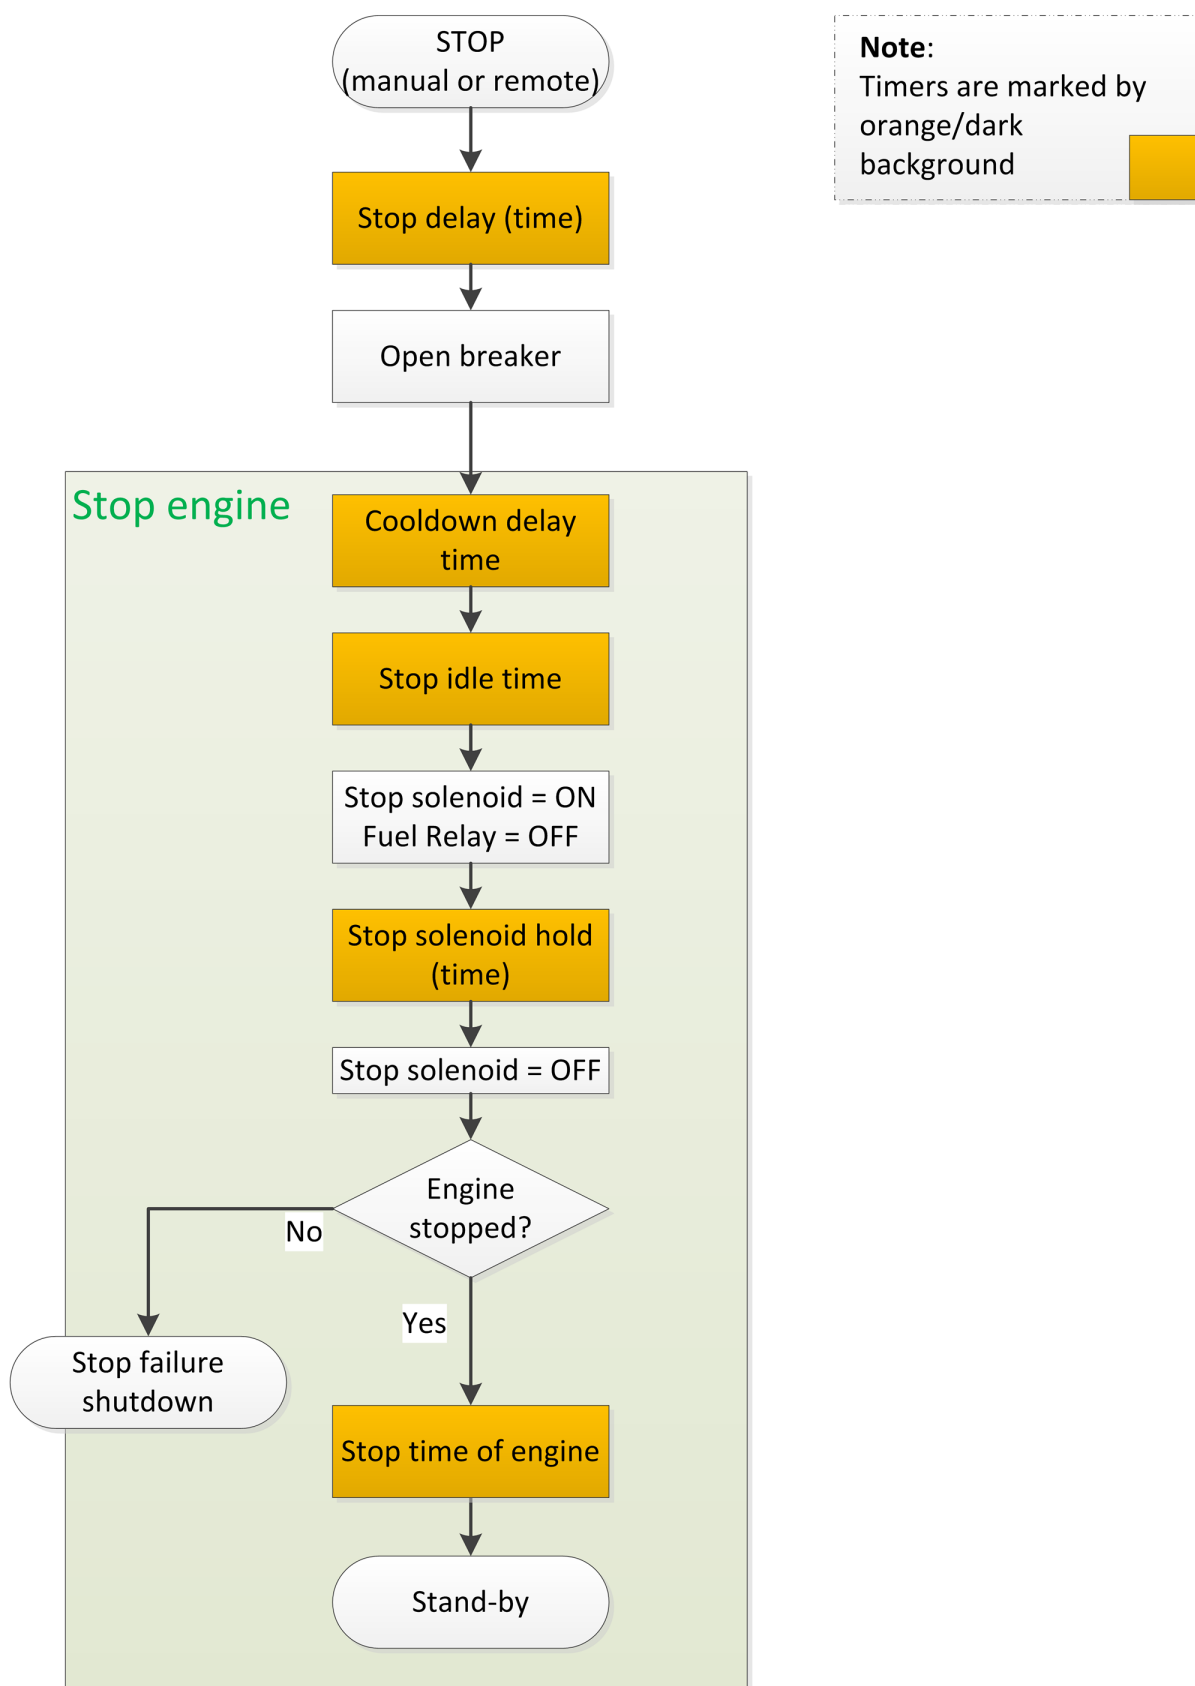 STOP
(manual or remote)
Note:
Timers are marked by
orange/dark
background
Stop delay (time)
Open breaker
Stop engine
Cooldown delay
time
Stop idle time
Stop solenoid = ON
Fuel Relay = OFF
Stop solenoid hold
(time)
Stop solenoid = OFF
Engine
stopped?
No
Yes
Stop failure
shutdown
Stop time of engine
Stand-by